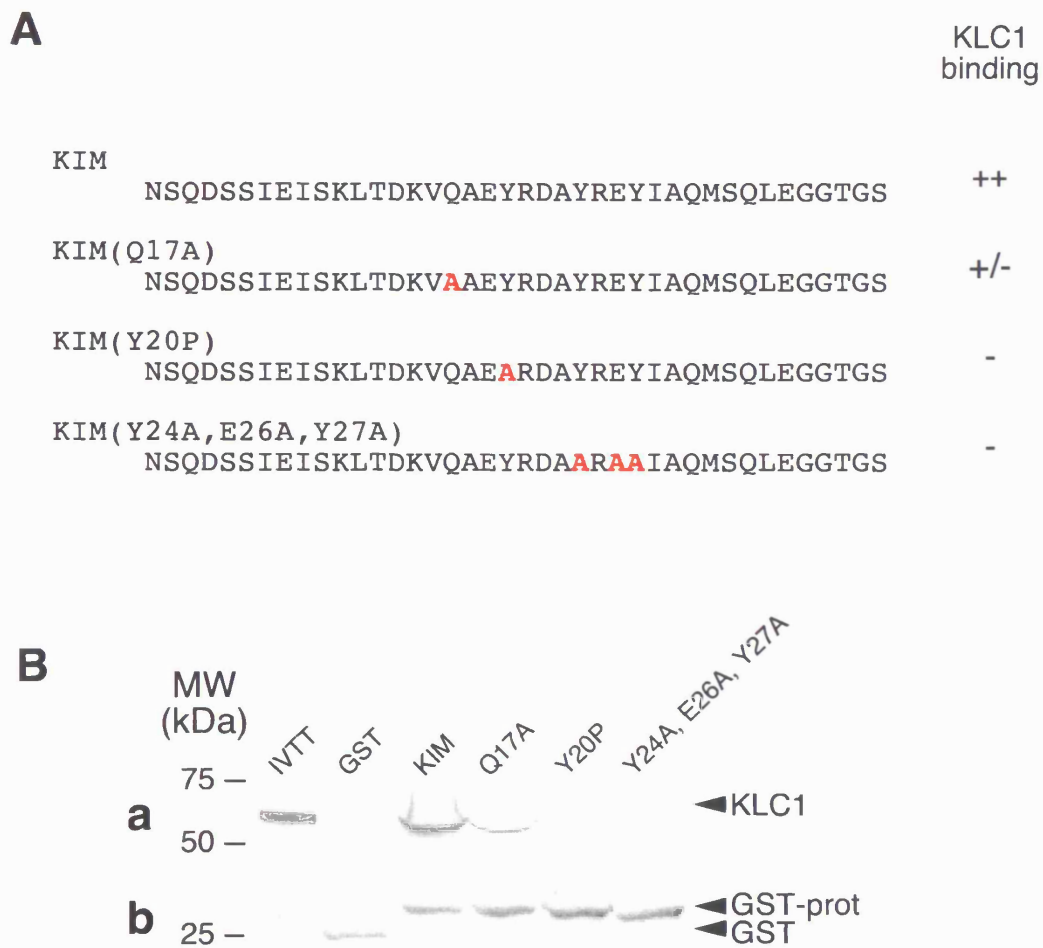 A
KLC1
binding
KIM
NSQDSSIEISKLTDKVQAEYRDAYREYIAQMSQLEGGTGS
++
KIM(Q17A)
NSQDSSIEISKLTDKVAAEYRDAYREYIAQMSQLEGGTGS
+/-
KIM(Y20P)
NSQDSSIEISKLTDKVQAEARDAYREYIAQMSQLEGGTGS
-
KIM(Y24A,E26A,Y27A)
NSQDSSIEISKLTDKVQAEYRDAARAAIAQMSQLEGGTGS
-
B
MW
(kDa)
IVTT
GST
KIM
Q17A
Y20P
Y24A, E26A, Y27A
75
KLC1
a
50
GST-prot
b
GST
25